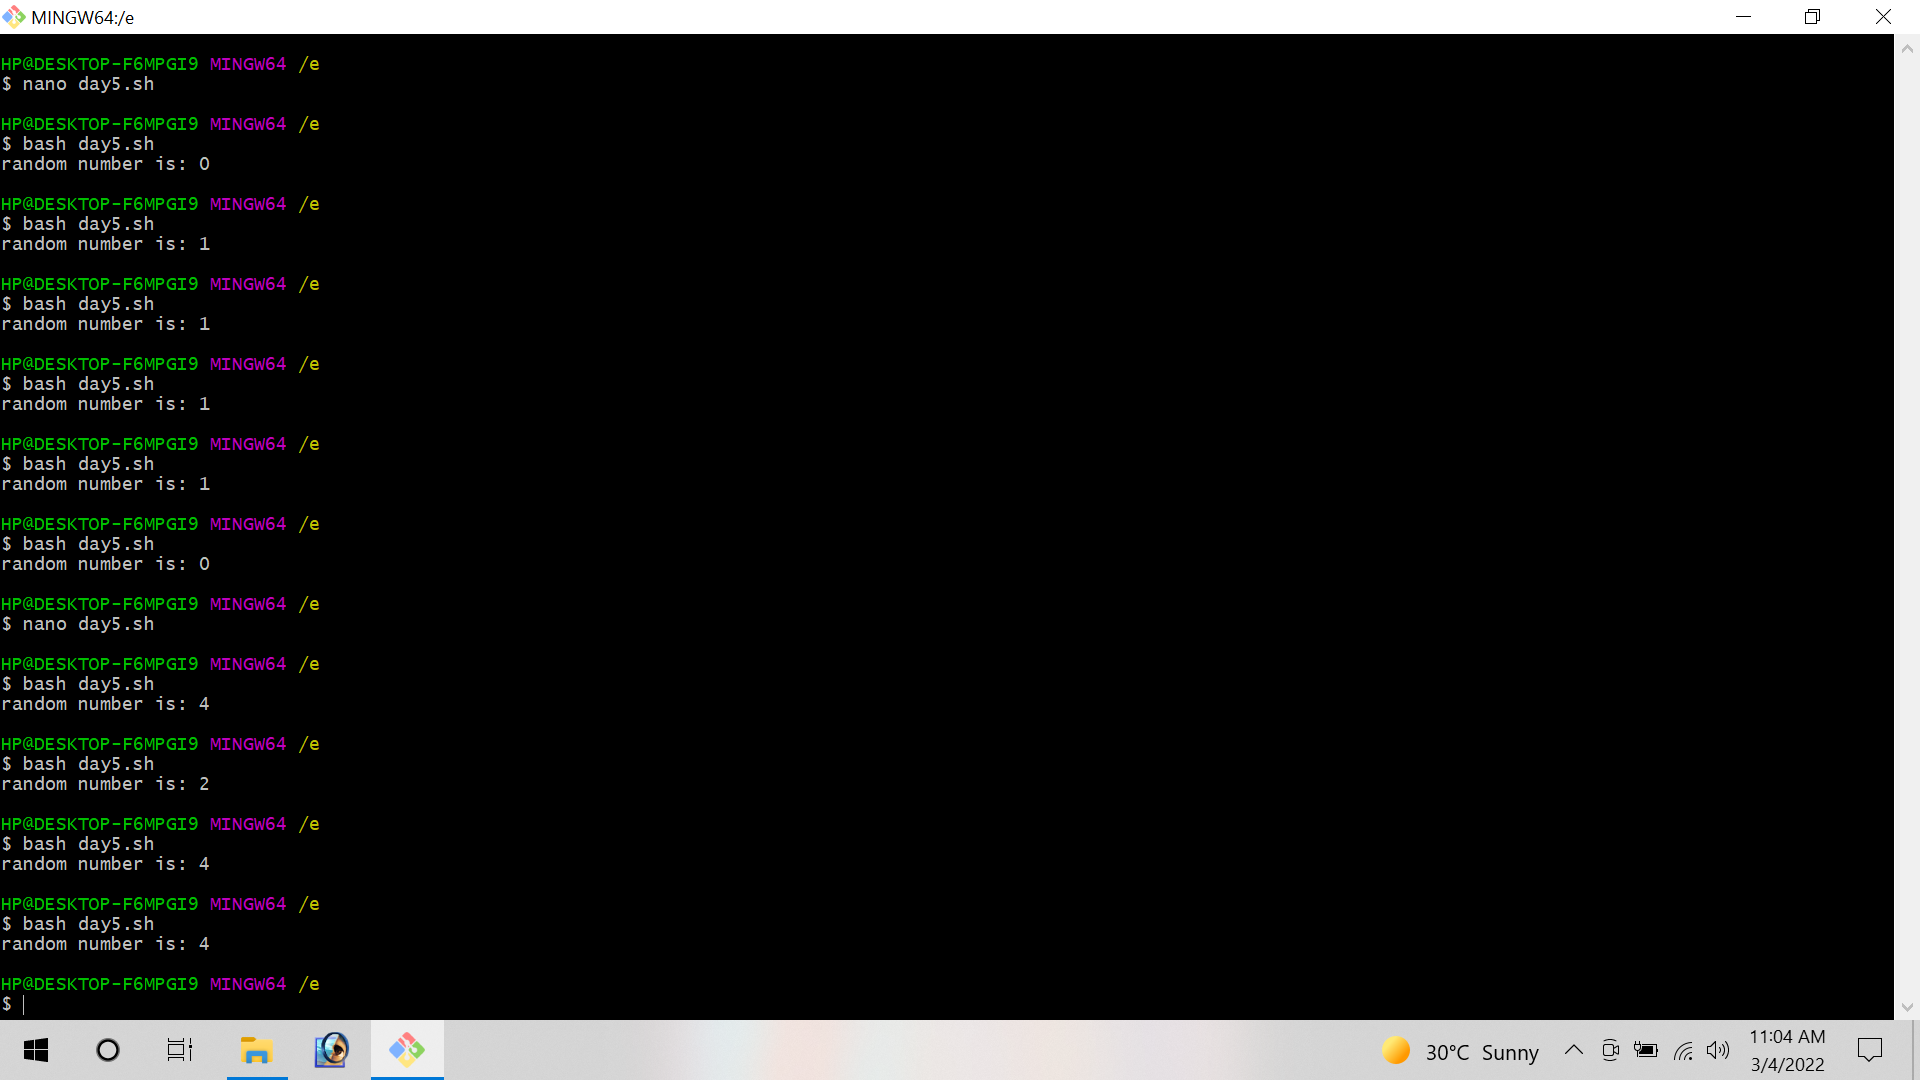 MINGW64:/e
HP@DESKTOP-F6MPGI9 MINGW64 /e
$ nano day5.sh
HP@DESKTOP-F6MPGI9 MINGW64 /e
$ bash day5.sh
random number is: 0
HP@DESKTOP-F6MPGI9 MINGW64 /e
$ bash day5.sh
random number is: 1
HP@DESKTOP-F6MPGI9 MINGW64 /e
$ bash day5.sh
random number is: 1
HP@DESKTOP-F6MPGI9 MINGW64 /e
$ bash day5.sh
random number is: 1
HP@DESKTOP-F6MPGI9 MINGW64 /e
$ bash day5.sh
random number is: 1
HP@DESKTOP-F6MPGI9 MINGW64 /e
$ bash day5.sh
random number is: 0
HP@DESKTOP-F6MPGI9 MINGW64 /e
$ nano day5.sh
HP@DESKTOP-F6MPGI9 MINGW64 /e
$ bash day5.sh
random number is: 4
HP@DESKTOP-F6MPGI9 MINGW64 /e
$ bash day5.sh
random number is: 2
HP@DESKTOP-F6MPGI9 MINGW64 /e
$ bash day5.sh
random number is: 4
HP@DESKTOP-F6MPGI9 MINGW64 /e
$ bash day5.sh
random number is: 4
HP@DESKTOP-F6MPGI9 MINGW64 /e
$
30°C Sunny
11:04 AM
3/4/2022